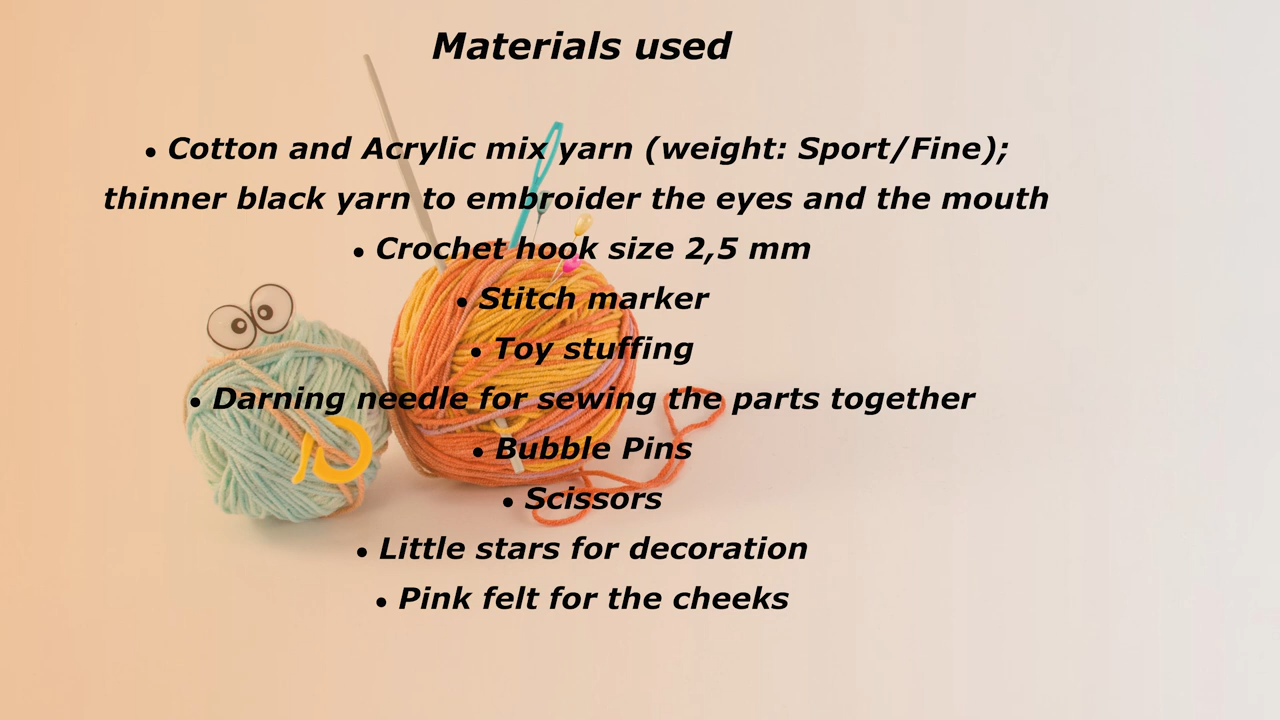 Materials used
• Cotton and Acrylic mix yarn (weight: Sport/Fine);
thinner black yarn to embroider the eyes and the mouth
• Crochet hook size 2,5 mm
• Stitch marker
• Toy stuffing
• Darning needle for sewing the parts together
• Bubble Pins
• Scissors
• Little stars for decoration
• Pink felt for the cheeks